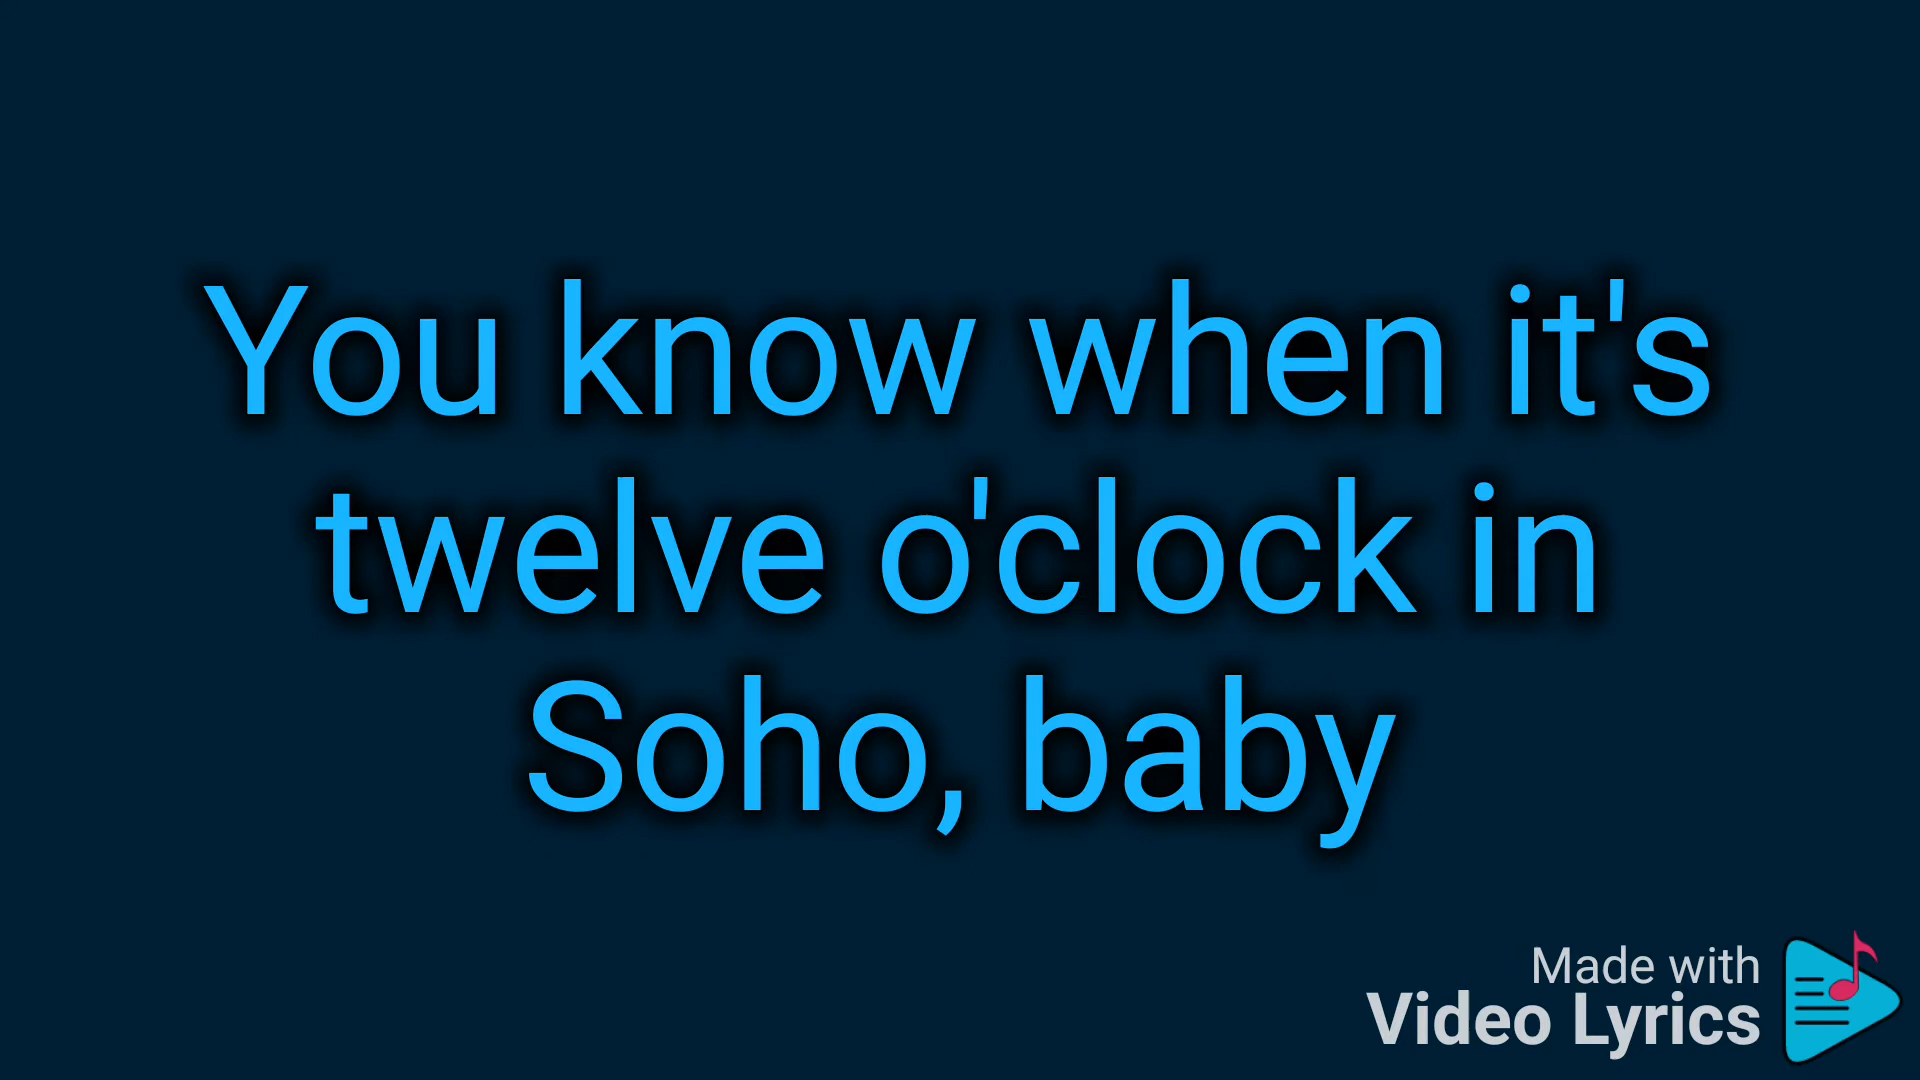 You know when it's
twelve o'clock in
Soho, baby
Made with
Video Lyrics